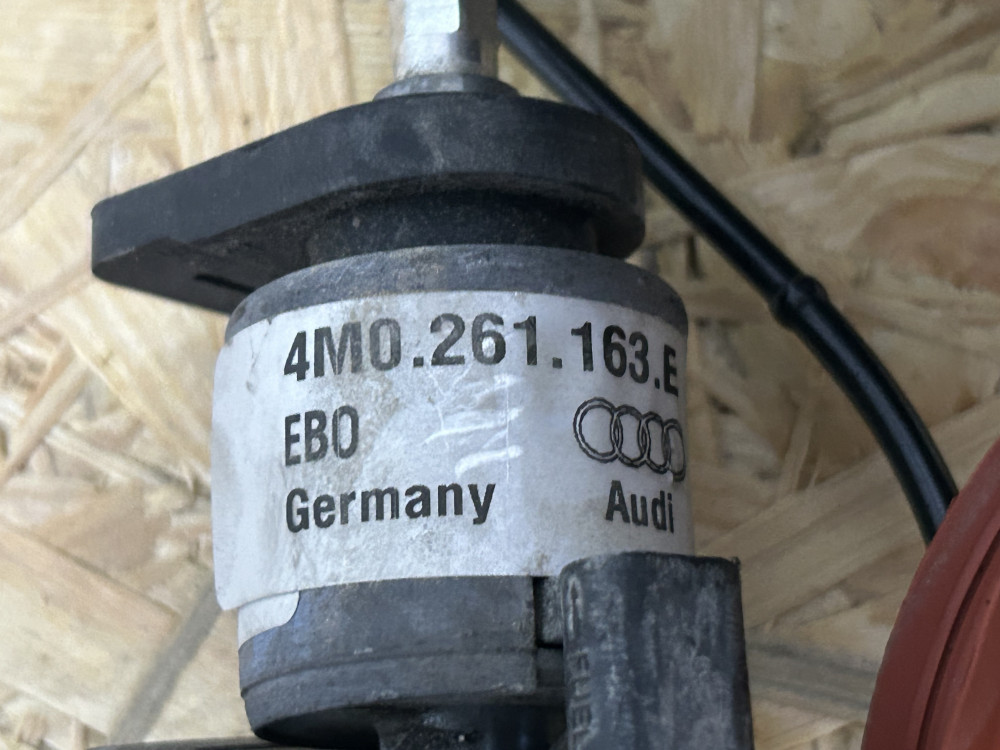 4M0.261.163.E
EBO
Germany
Audi